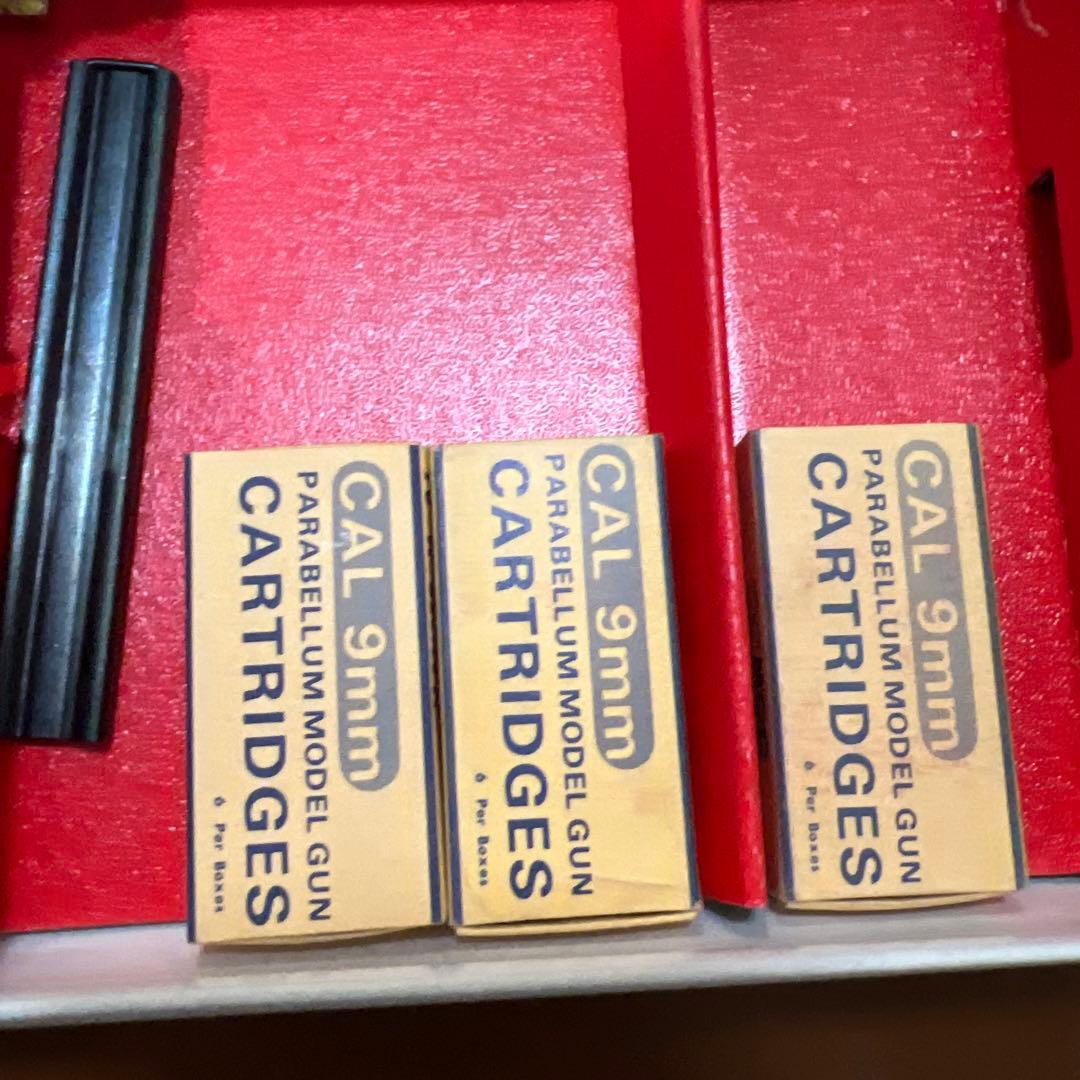 CAL 9mm
PARABELLUM MODEL GUN
CARTRIDGES
6 Per Boxes
CAL 9mm
PARABELLUM MODEL GUN
CARTRIDGES
6 Per Boxes
CAL 9mm
PARABELLUM MODEL GUN
CARTRIDGES
6 Per Boxes